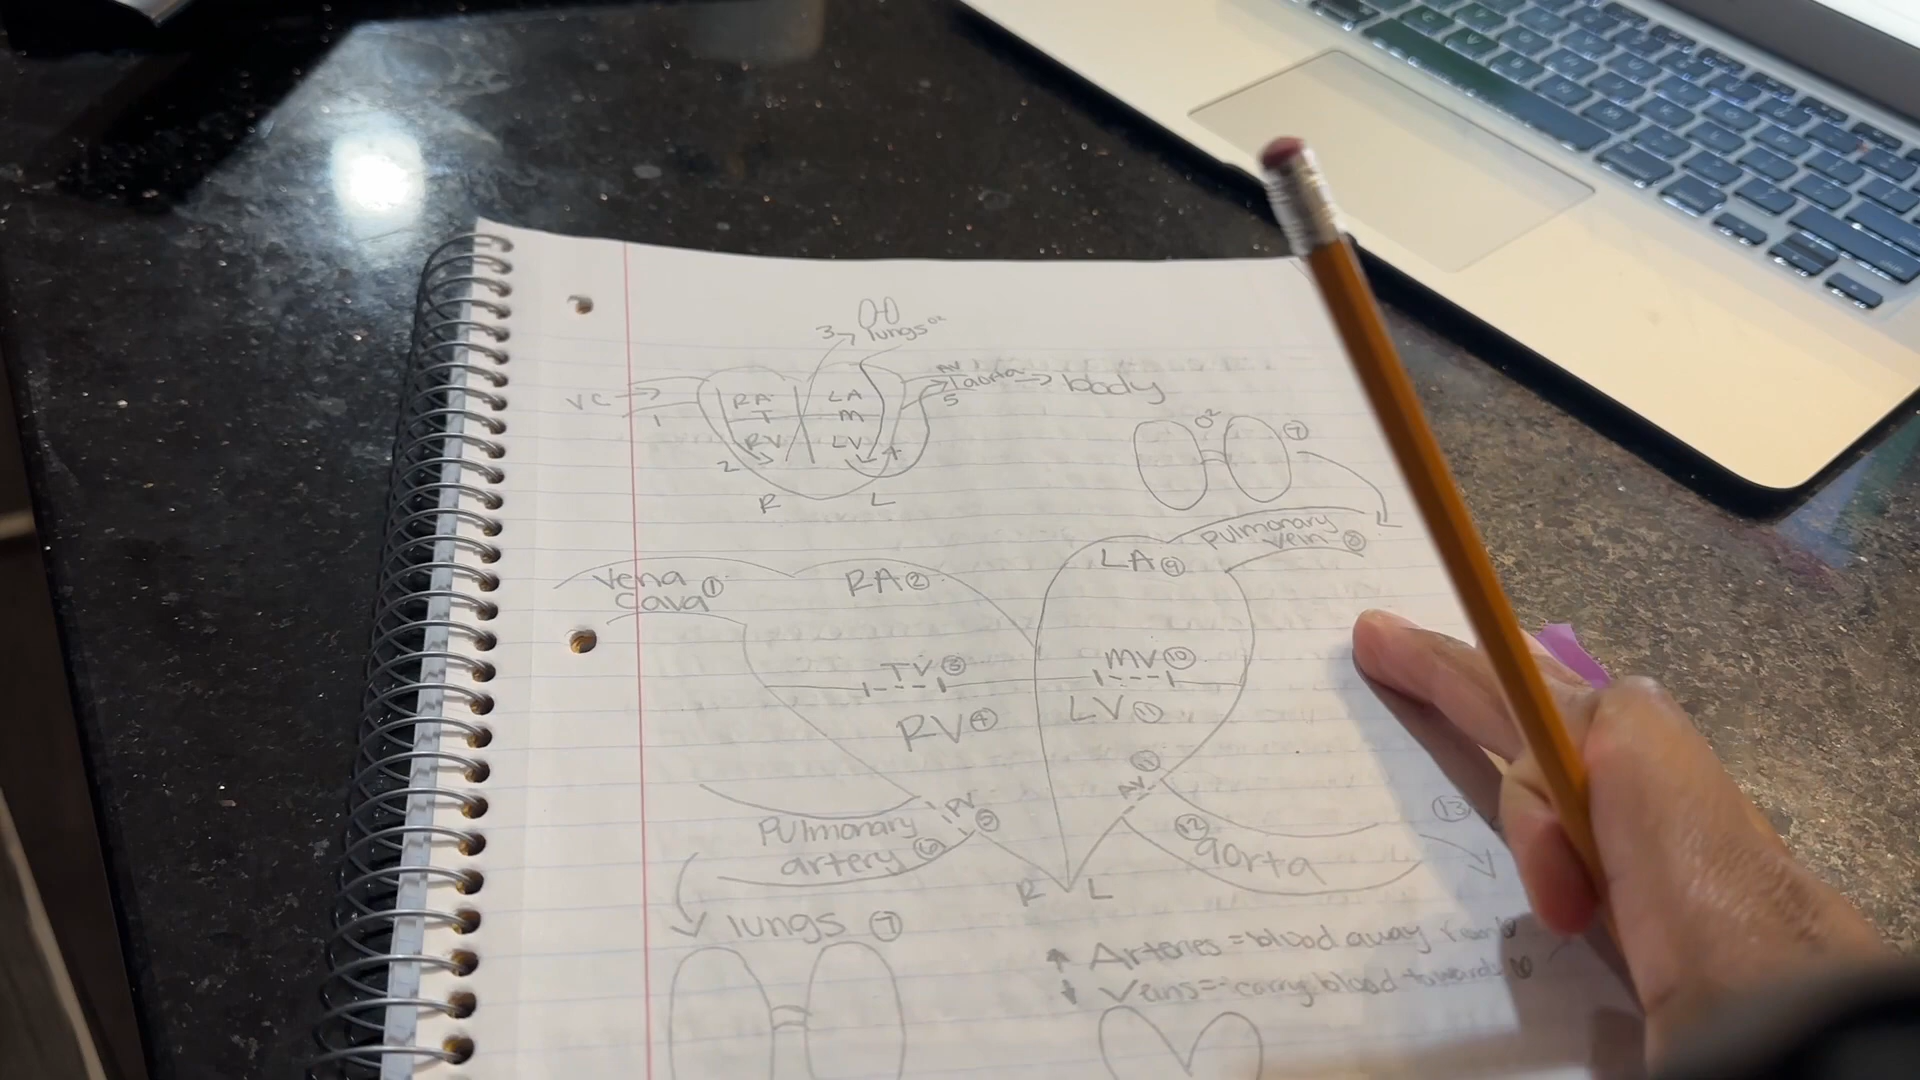 3 → lungs O2
VC → RA LA AV aorta → body
1 T M 5
RV LV
2 4
R L
O2 7
Pulmonary
vein 8
LA 9
Vena 1
Cava
RA 2
TV 3 MV 10
RV 4 LV 11
AV
PV 5
Pulmonary
artery 6
12
aorta
13
R L
lungs 7
↑ Arteries = blood away from
↓ Veins = carry blood towards